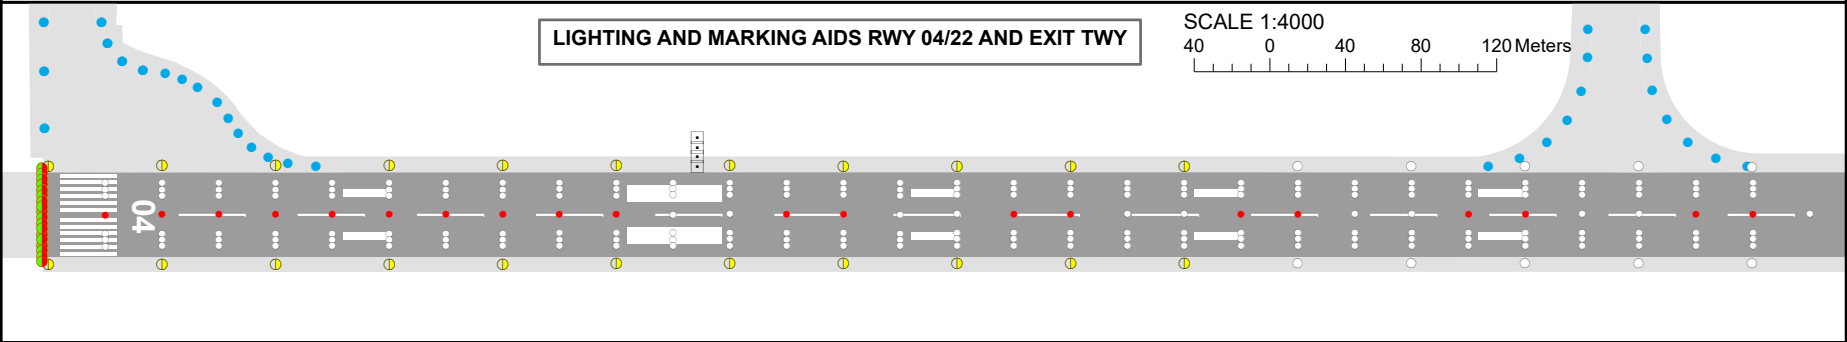 LIGHTING AND MARKING AIDS RWY 04/22 AND EXIT TWY
SCALE 1:4000
40 0 40 80 120 Meters
04